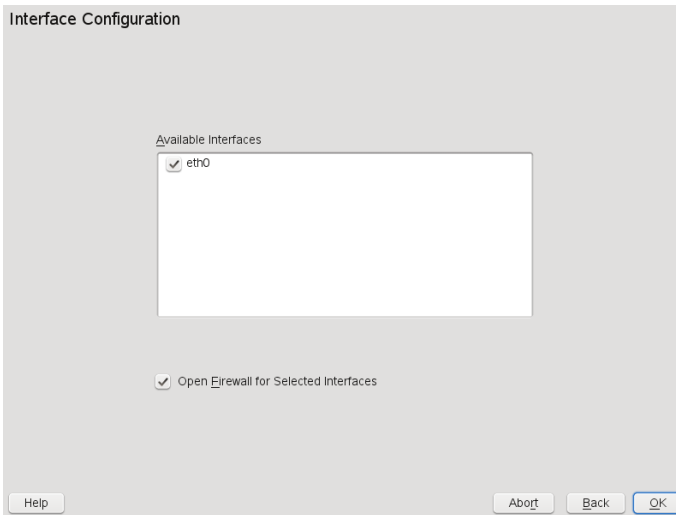 Interface Configuration
Available Interfaces
eth0
Open Firewall for Selected Interfaces
Help
Abort
Back
OK